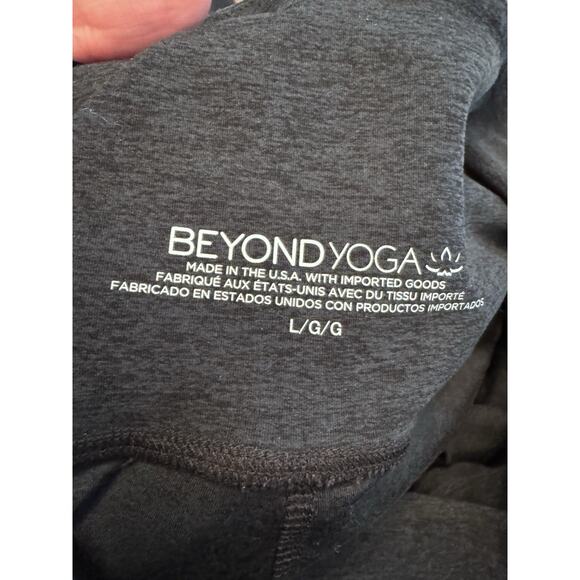 BEYOND YOGA
MADE IN THE U.S.A. WITH IMPORTED GOODS
FABRIQUÉ AUX ÉTATS-UNIS AVEC DU TISSU IMPORTÉ
FABRICADO EN ESTADOS UNIDOS CON PRODUCTOS IMPORTADOS
L/G/G